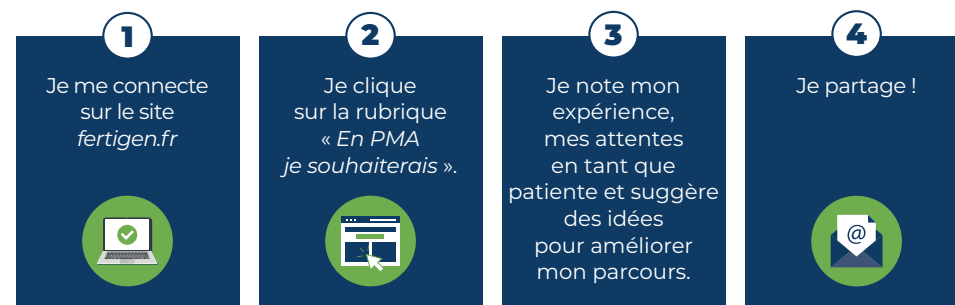 1
Je me connecte
sur le site
fertigen.fr
2
Je clique
sur la rubrique
« En PMA
je souhaiterais ».
3
Je note mon
expérience,
mes attentes
en tant que
patiente et suggère
des idées
pour améliorer
mon parcours.
4
Je partage !
@